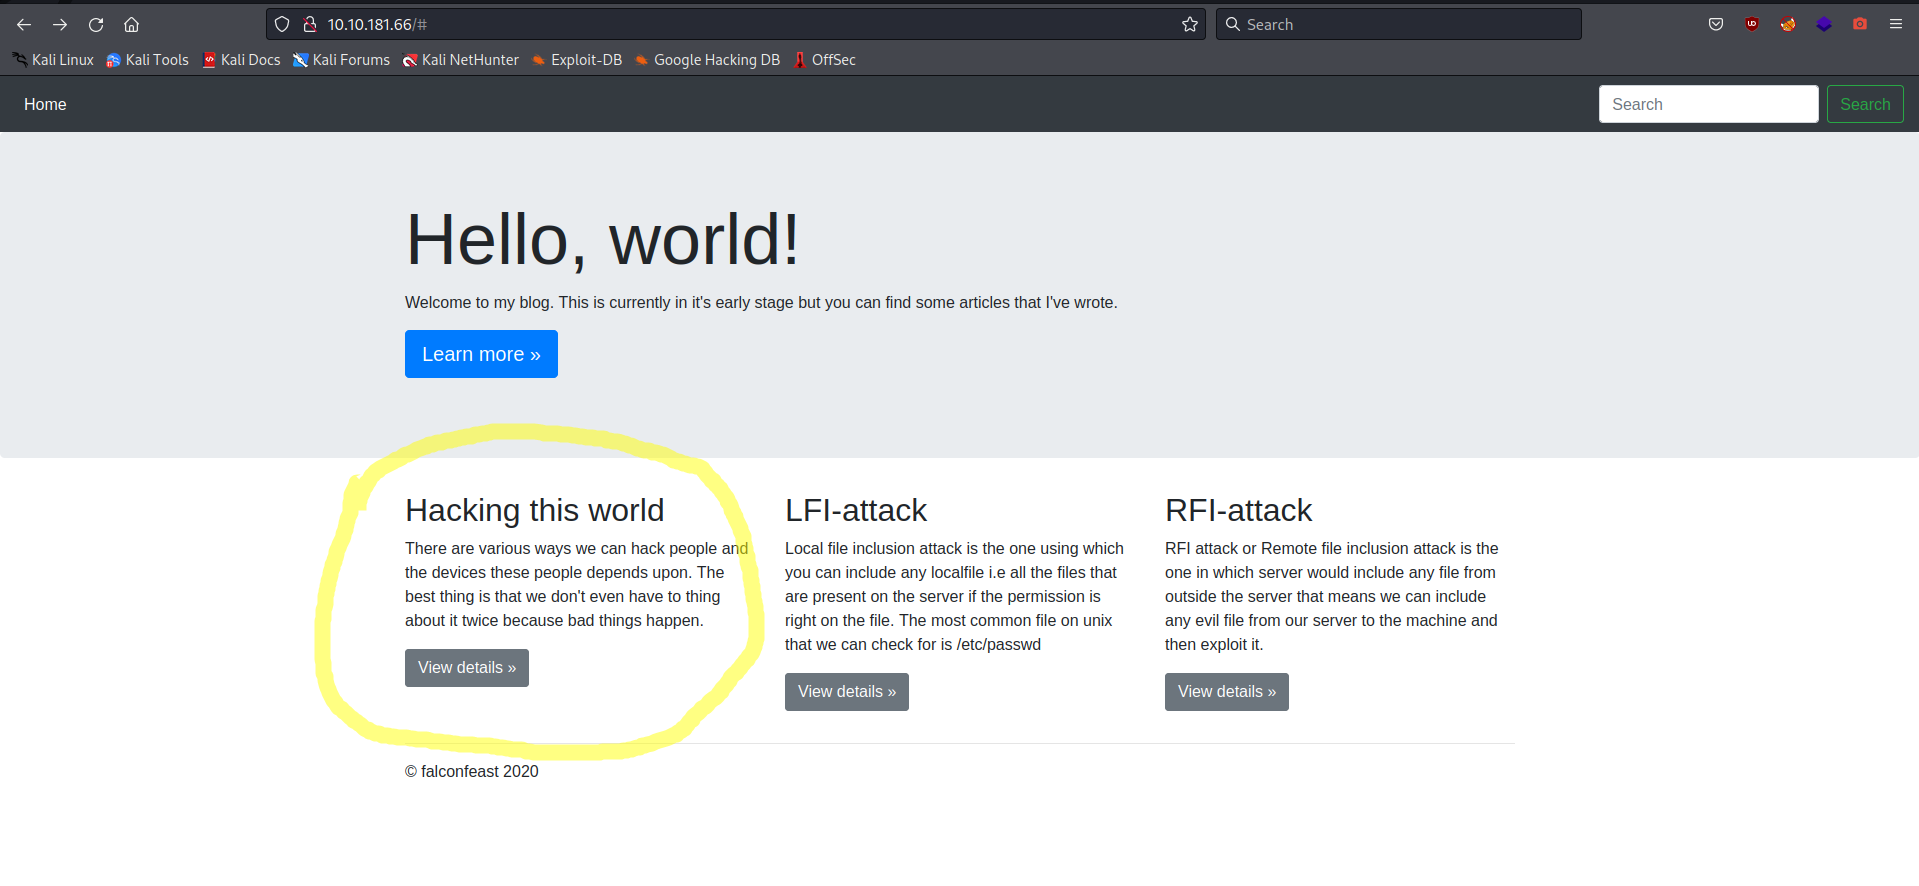 10.10.181.66/#
Search
Kali Linux Kali Tools Kali Docs Kali Forums Kali NetHunter Exploit-DB Google Hacking DB OffSec
Home
Search
Search
Hello, world!
Welcome to my blog. This is currently in it's early stage but you can find some articles that I've wrote.
Learn more »
Hacking this world
There are various ways we can hack people and
the devices these people depends upon. The
best thing is that we don't even have to thing
about it twice because bad things happen.
View details »
LFI-attack
Local file inclusion attack is the one using which
you can include any localfile i.e all the files that
are present on the server if the permission is
right on the file. The most common file on unix
that we can check for is /etc/passwd
View details »
RFI-attack
RFI attack or Remote file inclusion attack is the
one in which server would include any file from
outside the server that means we can include
any evil file from our server to the machine and
then exploit it.
View details »
© falconfeast 2020